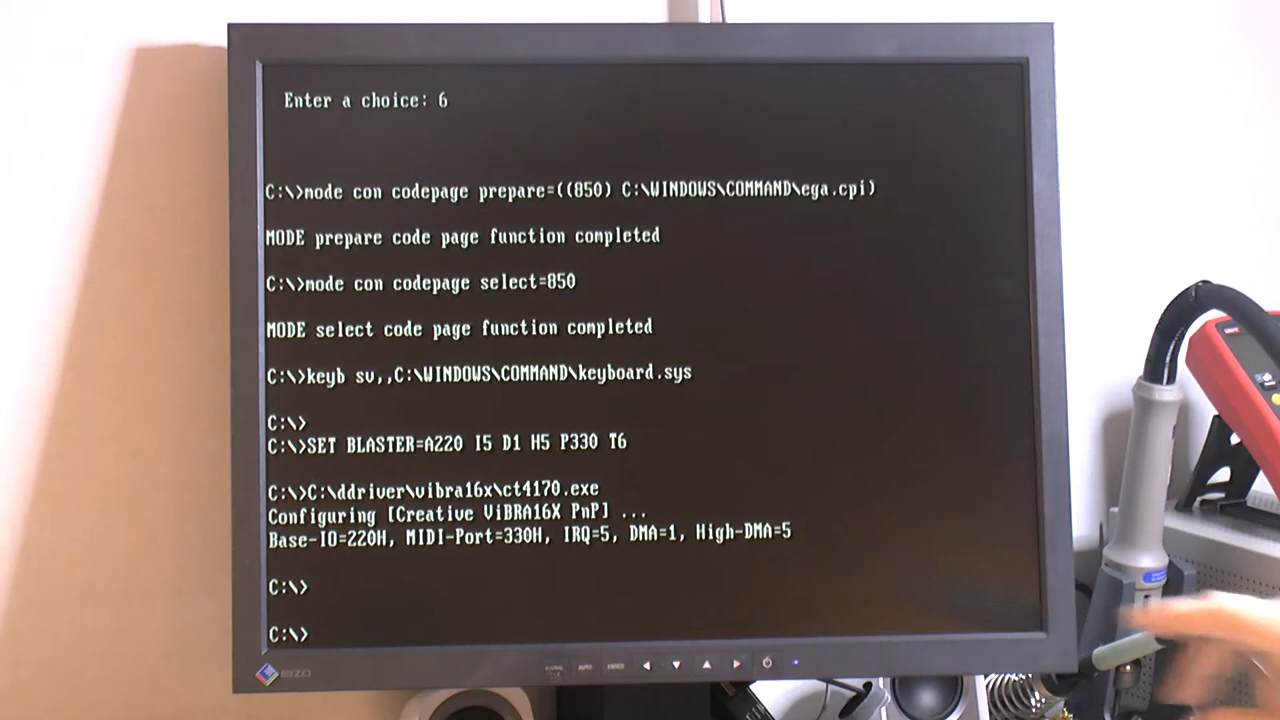 Enter a choice: 6
C:\>mode con codepage prepare=((850) C:\WINDOWS\COMMAND\ega.cpi)
MODE prepare code page function completed
C:\>mode con codepage select=850
MODE select code page function completed
C:\>keyb sv,,C:\WINDOWS\COMMAND\keyboard.sys
C:\>
C:\>SET BLASTER=A220 I5 D1 H5 P330 T6
C:\>C:\ddriver\vibra16x\ct4170.exe
Configuring [Creative ViBRA16X PnP] ...
Base-IO=220H, MIDI-Port=330H, IRQ=5, DMA=1, High-DMA=5
C:\>
C:\>
EIZO
AUTO
ENTER